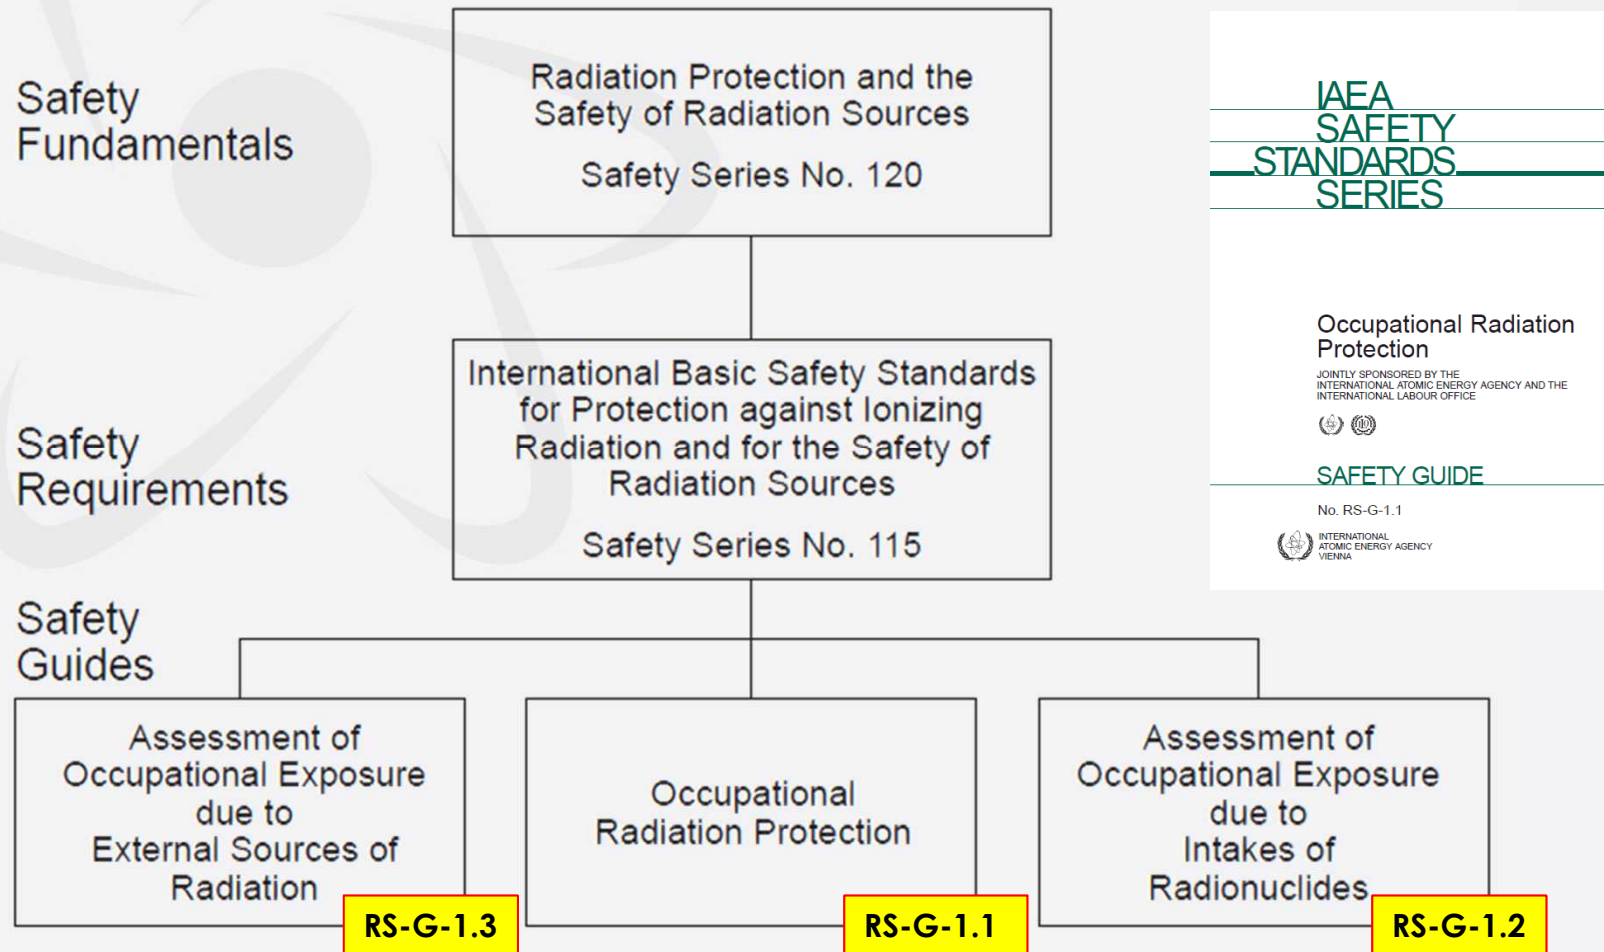 Safety
Fundamentals
Radiation Protection and the
Safety of Radiation Sources
Safety Series No. 120
IAEA
SAFETY
STANDARDS
SERIES
Occupational Radiation
Protection
JOINTLY SPONSORED BY THE
INTERNATIONAL ATOMIC ENERGY AGENCY AND THE
INTERNATIONAL LABOUR OFFICE
SAFETY GUIDE
No. RS-G-1.1
INTERNATIONAL
ATOMIC ENERGY AGENCY
VIENNA
Safety
Requirements
International Basic Safety Standards
for Protection against Ionizing
Radiation and for the Safety of
Radiation Sources
Safety Series No. 115
Safety
Guides
Assessment of
Occupational Exposure
due to
External Sources of
Radiation
RS-G-1.3
Occupational
Radiation Protection
RS-G-1.1
Assessment of
Occupational Exposure
due to
Intakes of
Radionuclides
RS-G-1.2